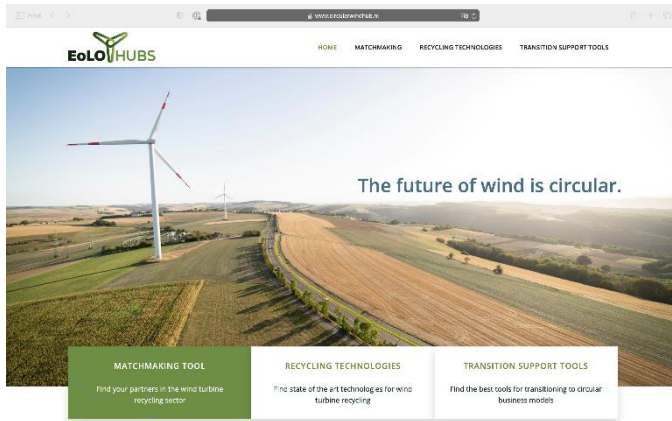 www.circularwindhub.nl
EoLO HUBS
HOME MATCHMAKING RECYCLING TECHNOLOGIES TRANSITION SUPPORT TOOLS
The future of wind is circular.
MATCHMAKING TOOL
Find your partners in the wind turbine
recycling sector
RECYCLING TECHNOLOGIES
Find state of the art technologies for wind
turbine recycling
TRANSITION SUPPORT TOOLS
Find the best tools for transitioning to circular
business models